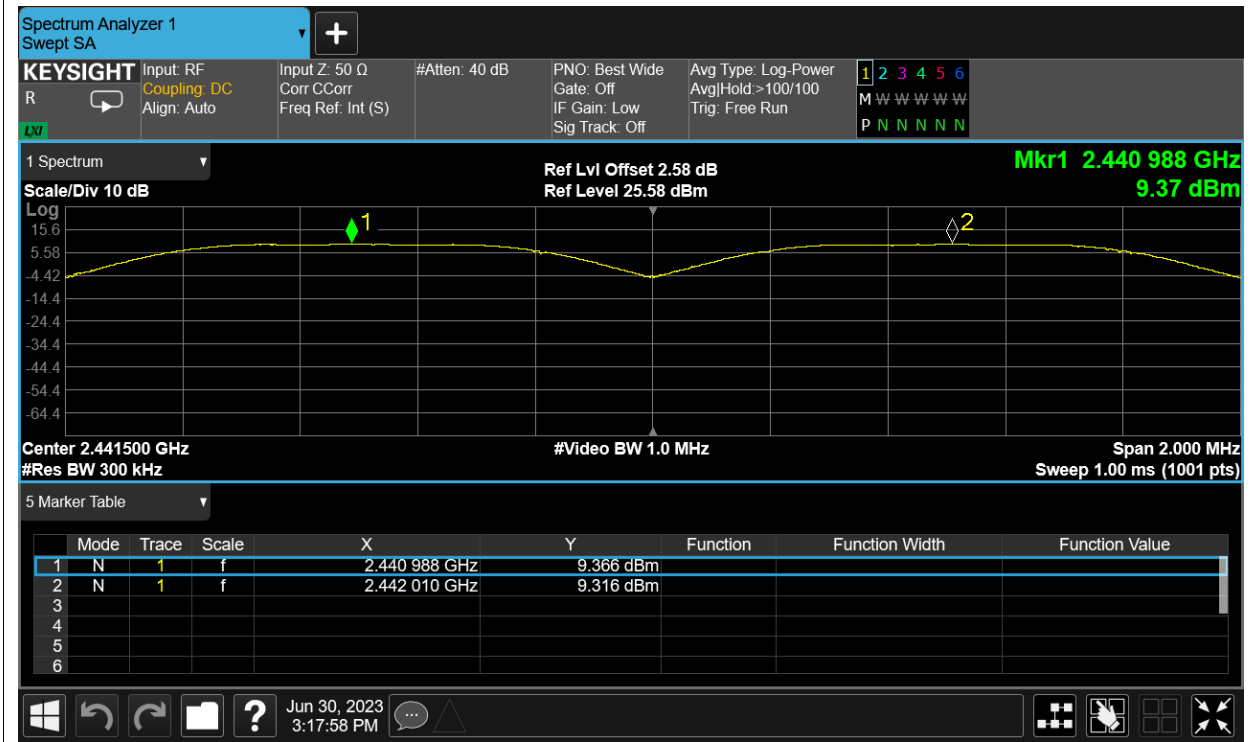 Spectrum Analyzer 1
Swept SA
KEYSIGHT
R
LXI
Input: RF
Coupling: DC
Align: Auto
Input Z: 50 Ω
Corr CCorr
Freq Ref: Int (S)
#Atten: 40 dB
PNO: Best Wide
Gate: Off
IF Gain: Low
Sig Track: Off
Avg Type: Log-Power
Avg|Hold:>100/100
Trig: Free Run
1 2 3 4 5 6
M W W W W W
P N N N N N
1 Spectrum
Scale/Div 10 dB
Ref Lvl Offset 2.58 dB
Ref Level 25.58 dBm
Mkr1 2.440 988 GHz
9.37 dBm
Log
15.6
5.58
-4.42
-14.4
-24.4
-34.4
-44.4
-54.4
-64.4
1
2
Center 2.441500 GHz
#Res BW 300 kHz
#Video BW 1.0 MHz
Span 2.000 MHz
Sweep 1.00 ms (1001 pts)
5 Marker Table
Mode Trace Scale X Y Function Function Width Function Value
1 N 1 f 2.440 988 GHz 9.366 dBm
2 N 1 f 2.442 010 GHz 9.316 dBm
3
4
5
6
?
Jun 30, 2023
3:17:58 PM